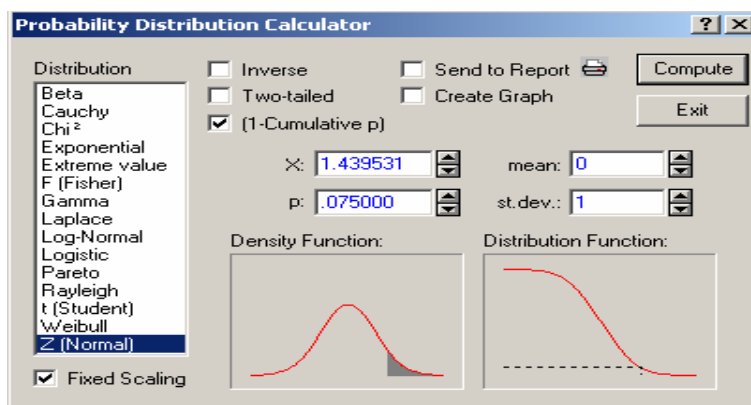 Probability Distribution Calculator
Distribution
Beta
Cauchy
Chi ²
Exponential
Extreme value
F (Fisher)
Gamma
Laplace
Log-Normal
Logistic
Pareto
Rayleigh
t (Student)
Weibull
Z (Normal)
Fixed Scaling
Inverse
Two-tailed
(1-Cumulative p)
Send to Report
Create Graph
Compute
Exit
X: 1.439531
mean: 0
p: .075000
st.dev.: 1
Density Function:
Distribution Function: